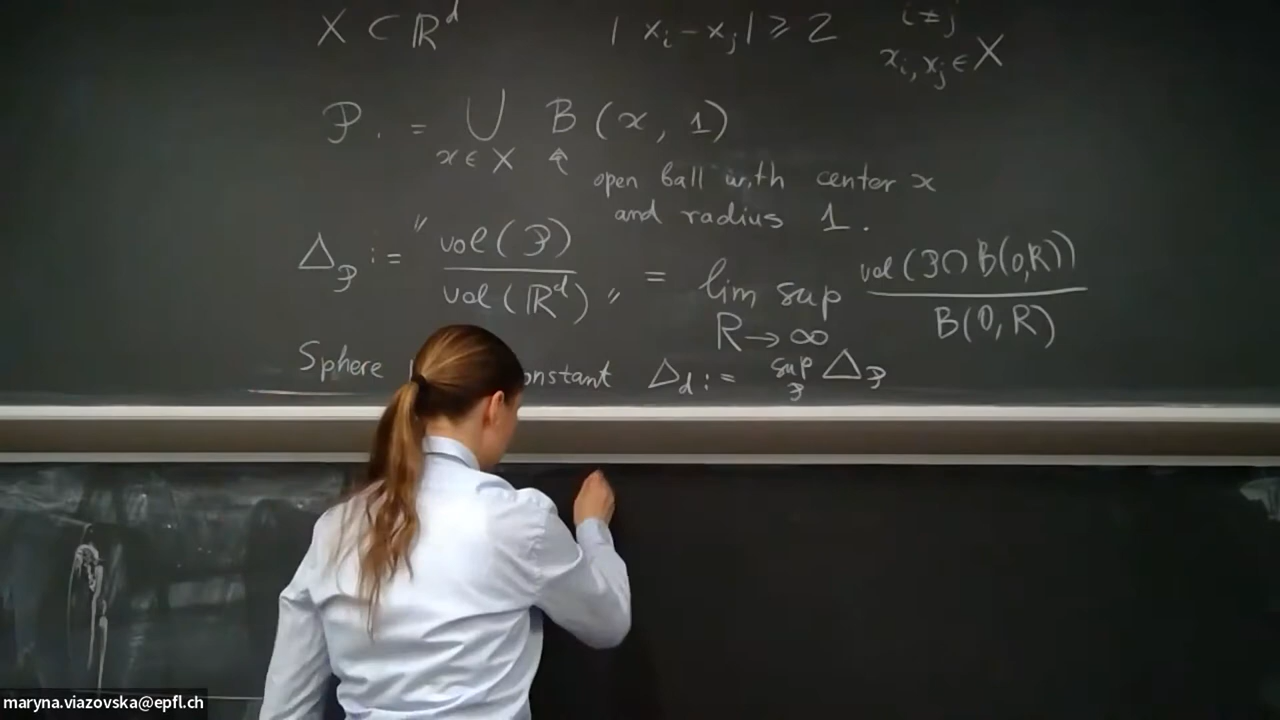 X ⊂ ℝ^d |x_i - x_j| ⩾ 2 i ≠ j
x_i, x_j ∈ X
P. = ⋃_{x ∈ X} B(x, 1)
open ball with center x
and radius 1.
Δ_P := "vol(P) / vol(ℝ^d)" = lim sup_{R→∞} vol(P∩B(0,R)) / B(0,R)
Sphere onstant Δ_d := sup_P Δ_P
maryna.viazovska@epfl.ch